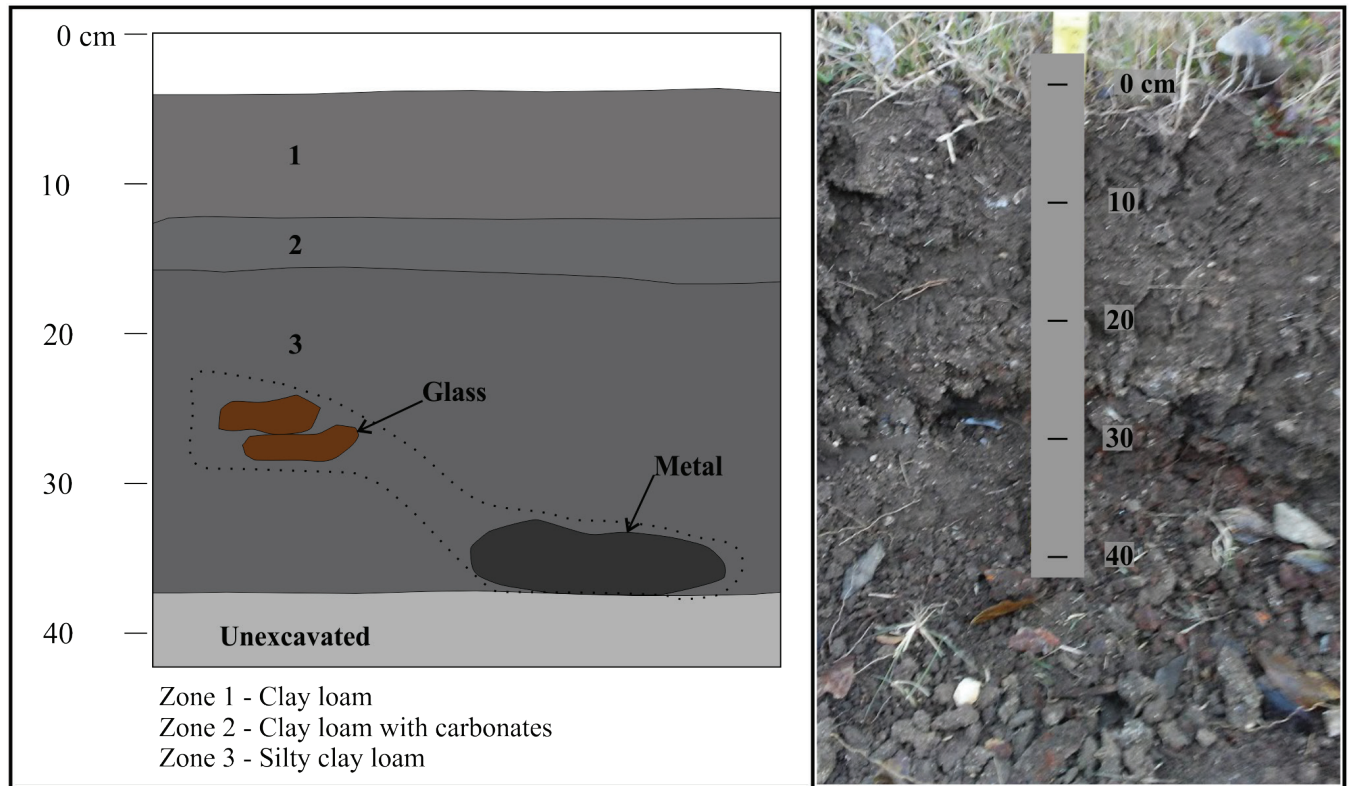 0 cm
10
20
30
40
1
2
3
Glass
Metal
Unexcavated
Zone 1 - Clay loam
Zone 2 - Clay loam with carbonates
Zone 3 - Silty clay loam
0 cm
10
20
30
40